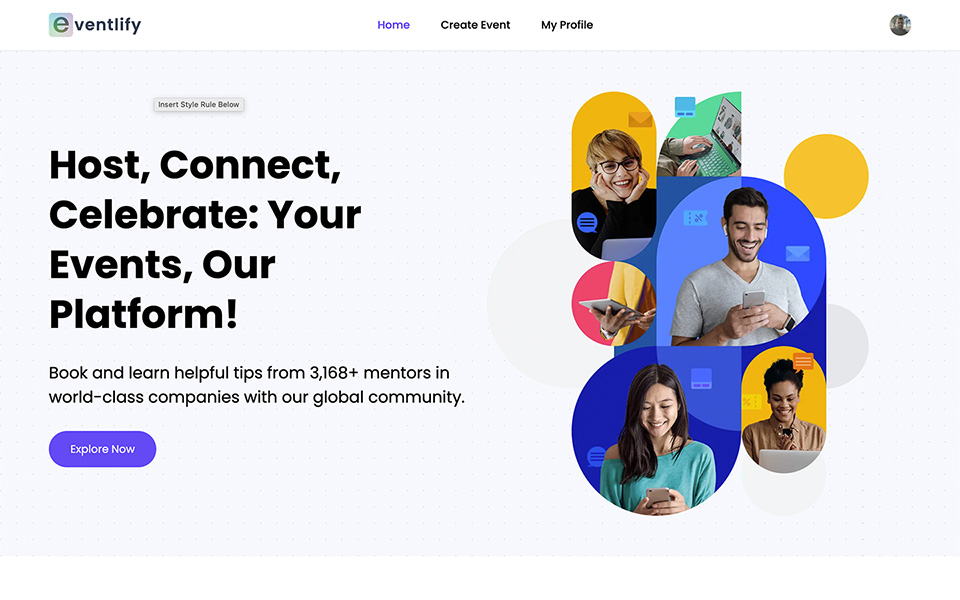 eventlify
Home Create Event My Profile
Insert Style Rule Below
Host, Connect,
Celebrate: Your
Events, Our
Platform!
Book and learn helpful tips from 3,168+ mentors in
world-class companies with our global community.
Explore Now